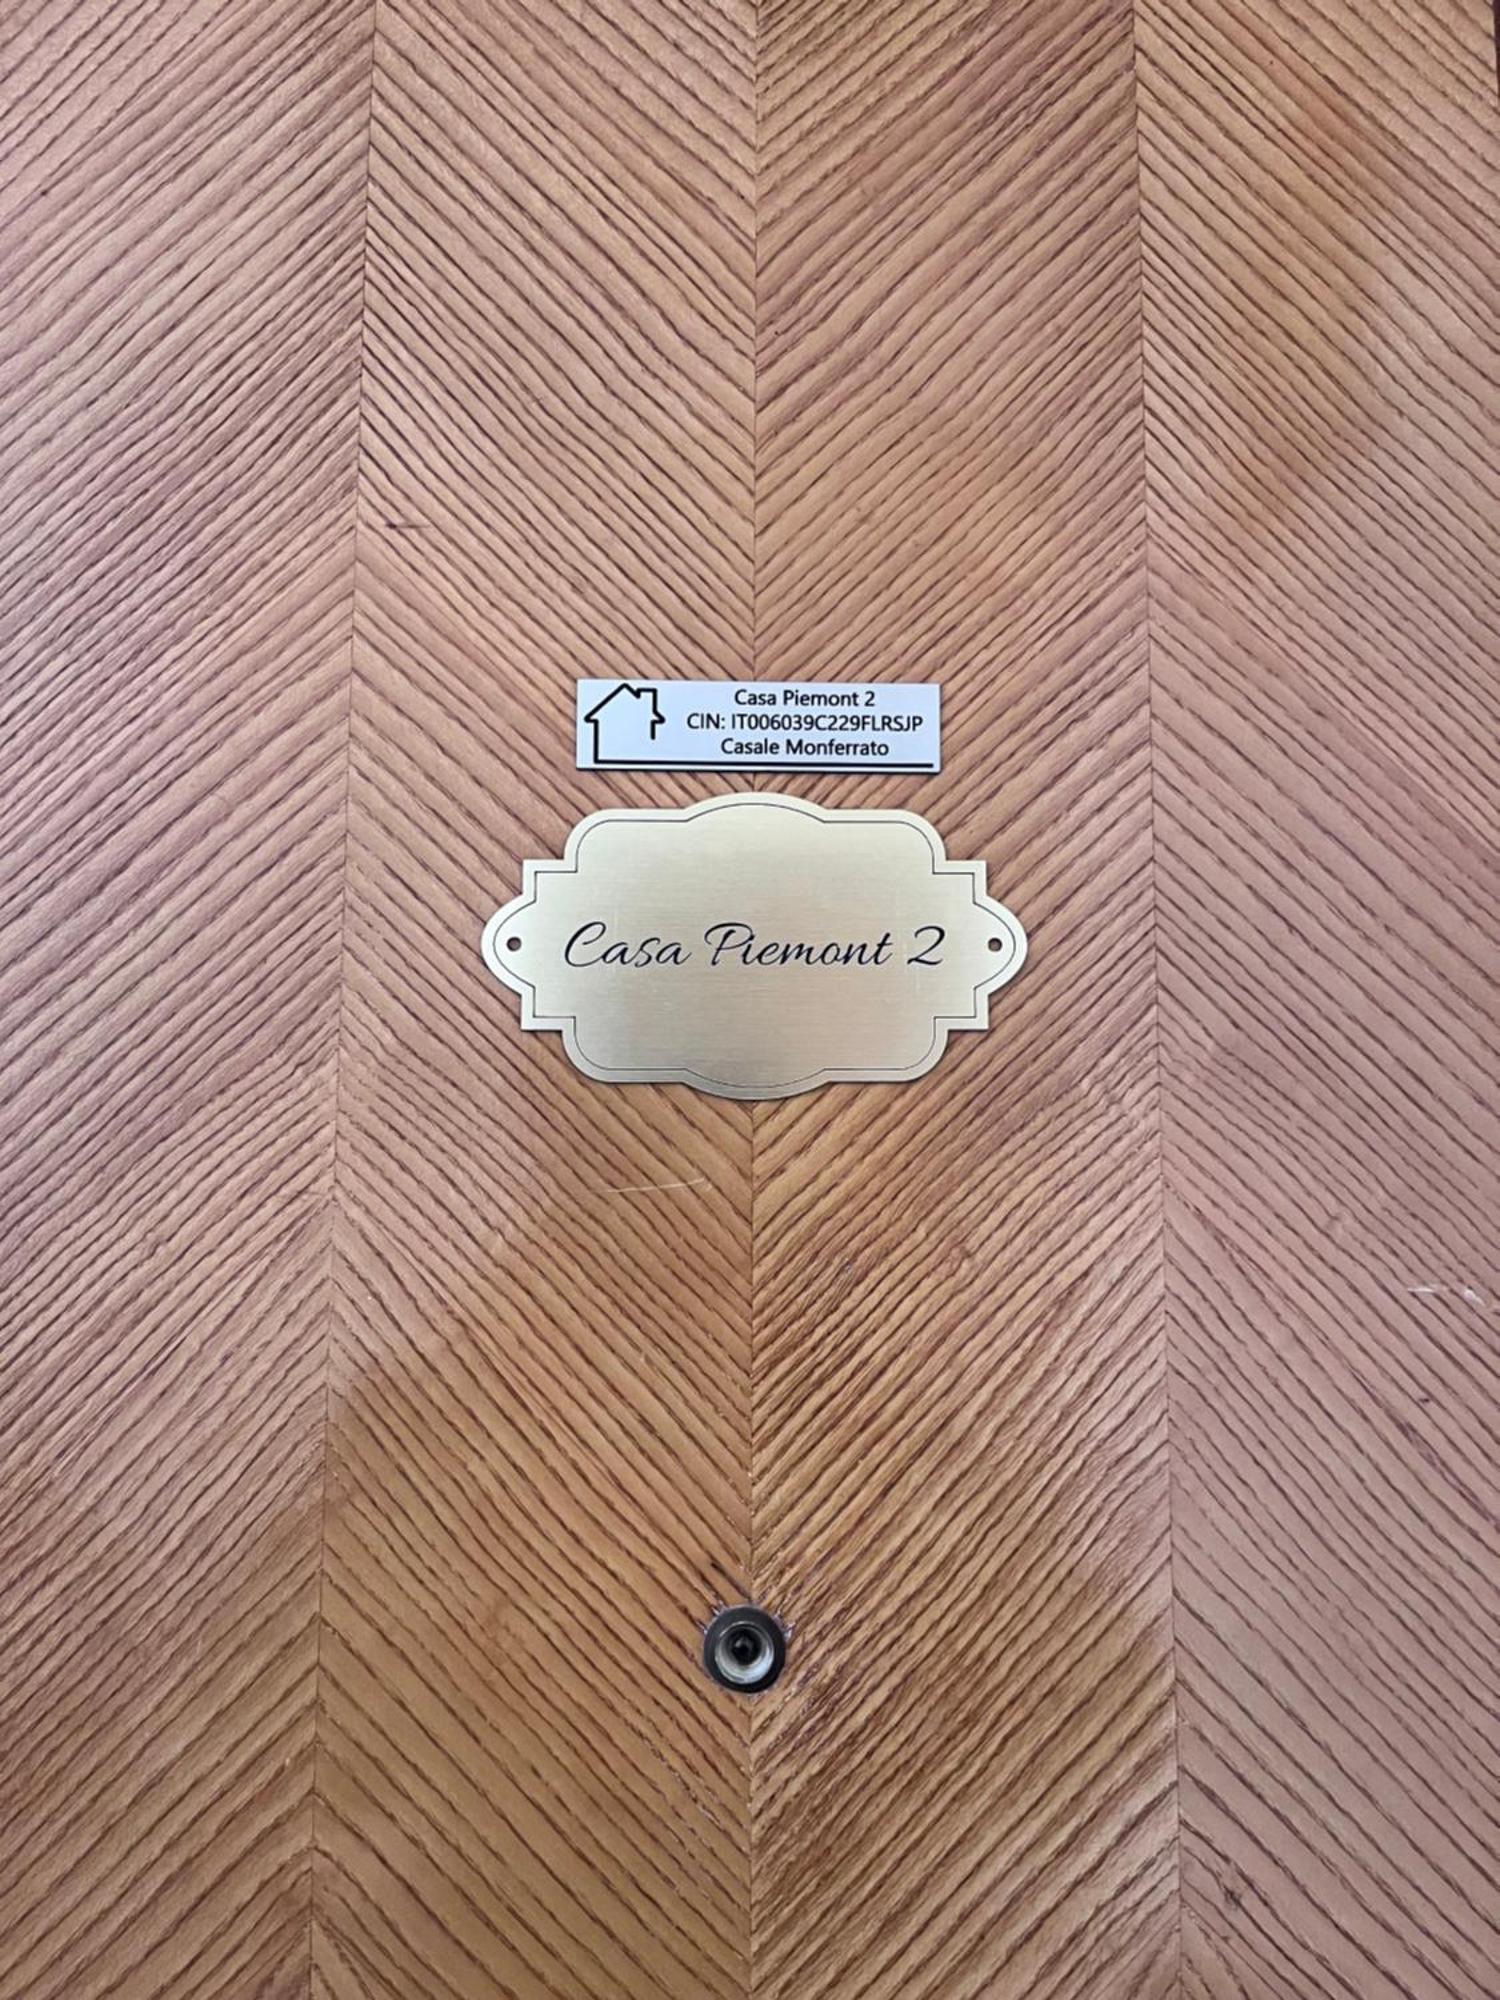 Casa Piemont 2
CIN: IT006039C229FLRSJP
Casale Monferrato
Casa Piemont 2